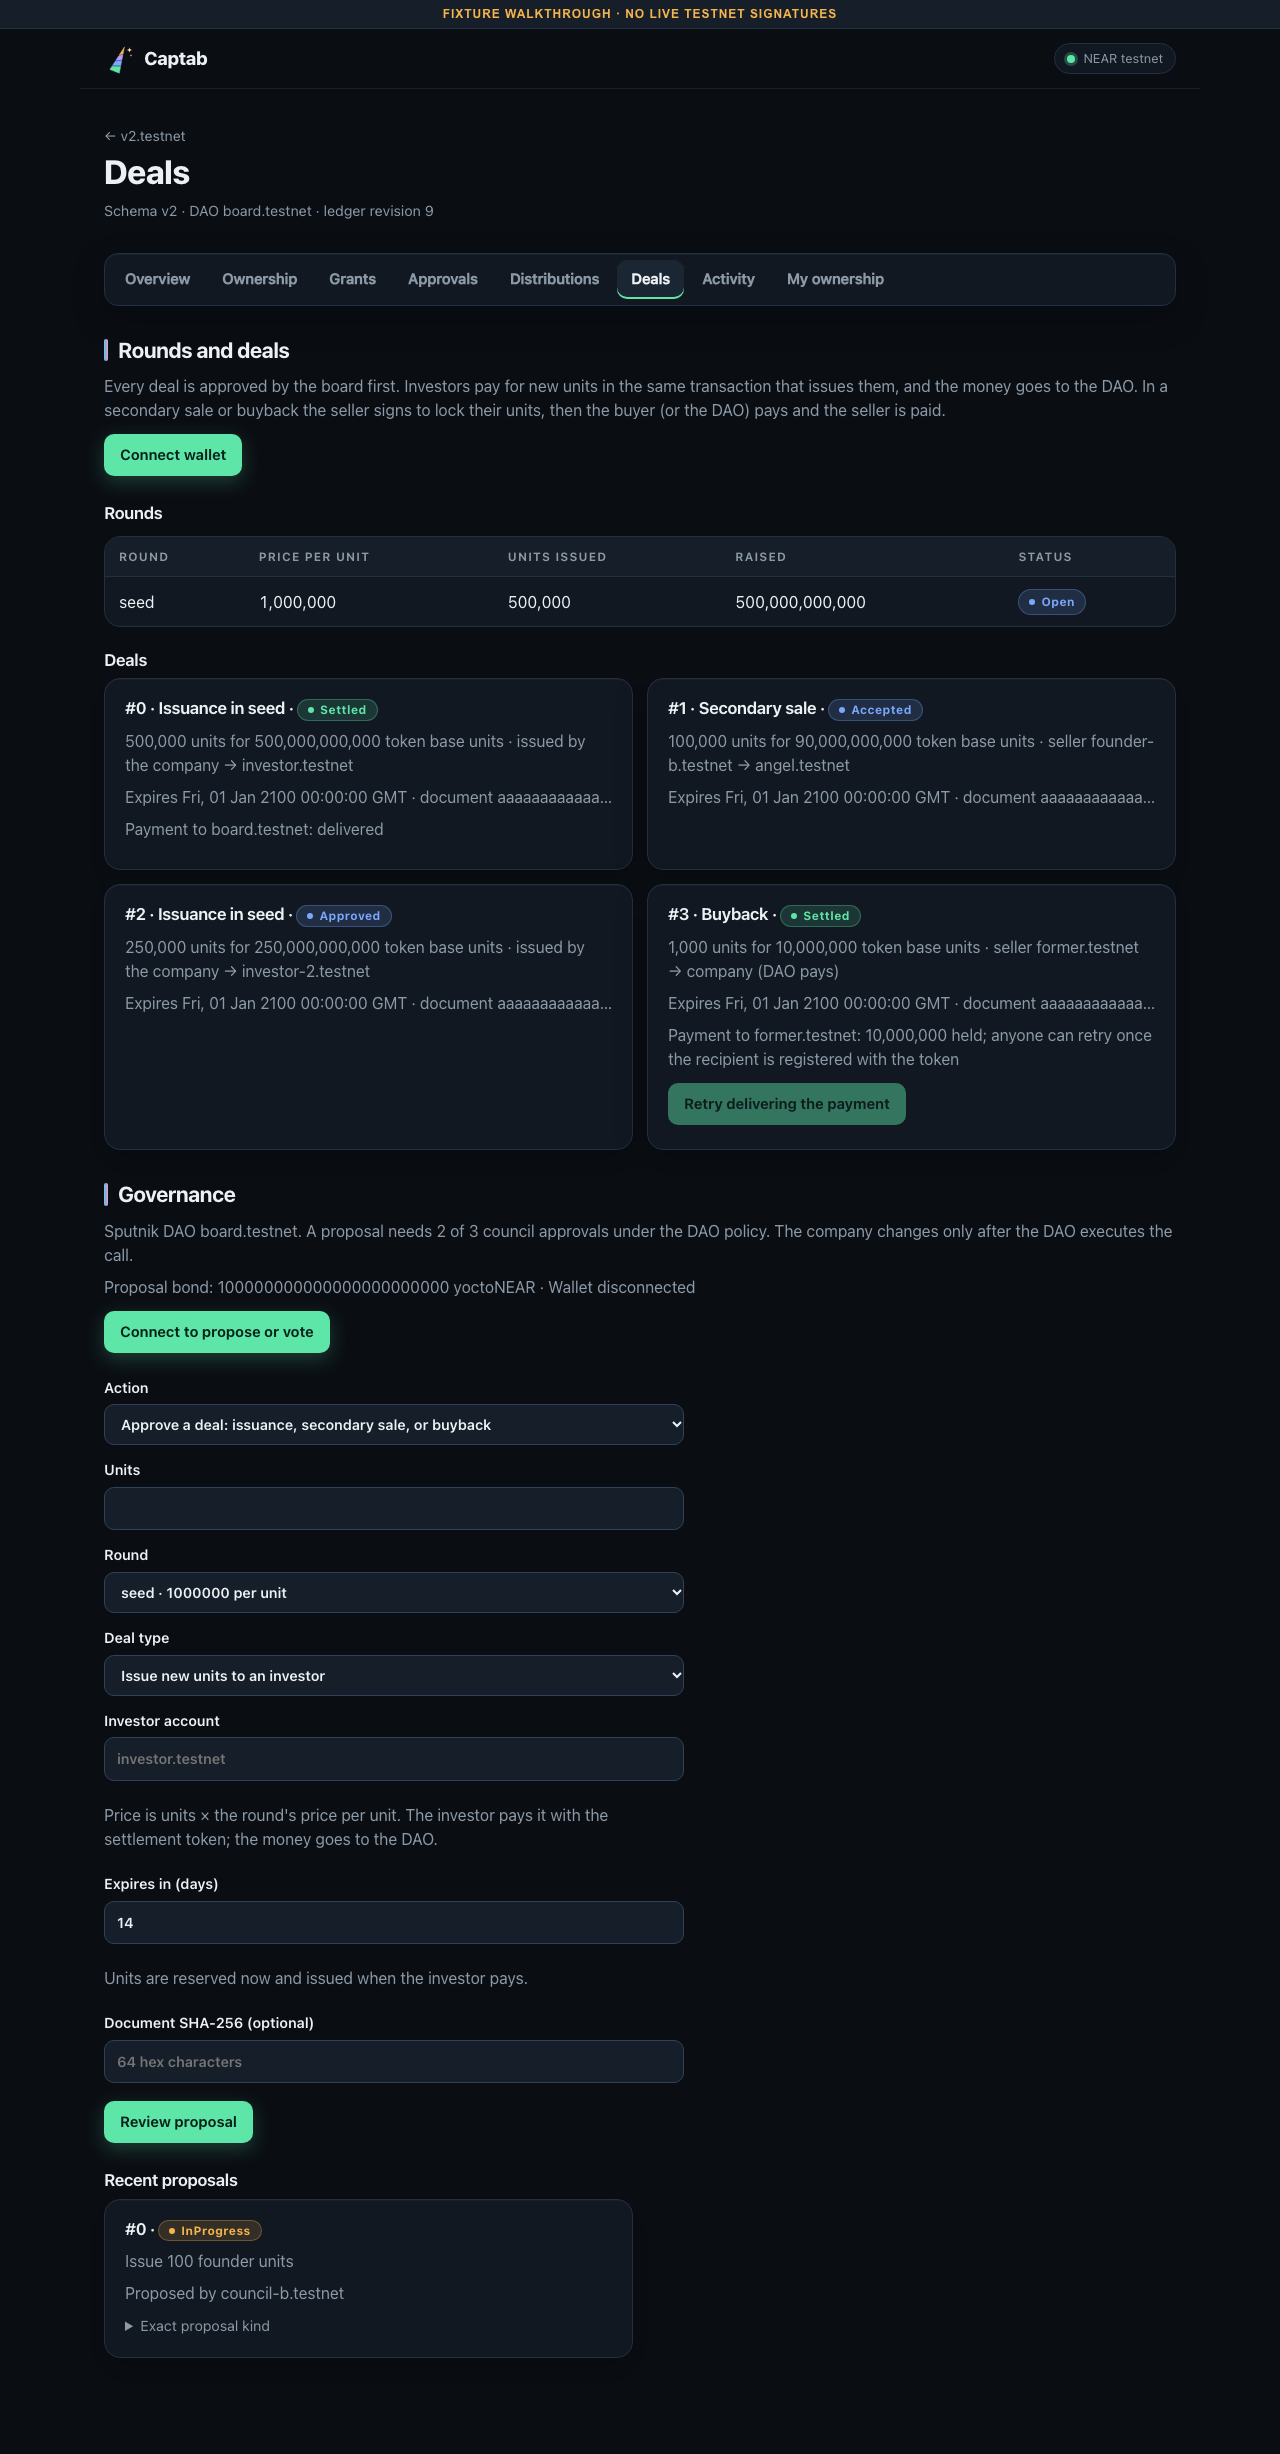 FIXTURE WALKTHROUGH · NO LIVE TESTNET SIGNATURES
Captab
NEAR testnet
← v2.testnet
Deals
Schema v2 · DAO board.testnet · ledger revision 9
Overview Ownership Grants Approvals Distributions Deals Activity My ownership
Rounds and deals
Every deal is approved by the board first. Investors pay for new units in the same transaction that issues them, and the money goes to the DAO. In a
secondary sale or buyback the seller signs to lock their units, then the buyer (or the DAO) pays and the seller is paid.
Connect wallet
Rounds
ROUND PRICE PER UNIT UNITS ISSUED RAISED STATUS
seed 1,000,000 500,000 500,000,000,000 Open
Deals
#0 · Issuance in seed · Settled
500,000 units for 500,000,000,000 token base units · issued by
the company → investor.testnet
Expires Fri, 01 Jan 2100 00:00:00 GMT · document aaaaaaaaaaaa…
Payment to board.testnet: delivered
#1 · Secondary sale · Accepted
100,000 units for 90,000,000,000 token base units · seller founder-
b.testnet → angel.testnet
Expires Fri, 01 Jan 2100 00:00:00 GMT · document aaaaaaaaaaaa…
#2 · Issuance in seed · Approved
250,000 units for 250,000,000,000 token base units · issued by
the company → investor-2.testnet
Expires Fri, 01 Jan 2100 00:00:00 GMT · document aaaaaaaaaaaa…
#3 · Buyback · Settled
1,000 units for 10,000,000 token base units · seller former.testnet
→ company (DAO pays)
Expires Fri, 01 Jan 2100 00:00:00 GMT · document aaaaaaaaaaaa…
Payment to former.testnet: 10,000,000 held; anyone can retry once
the recipient is registered with the token
Retry delivering the payment
Governance
Sputnik DAO board.testnet. A proposal needs 2 of 3 council approvals under the DAO policy. The company changes only after the DAO executes the
call.
Proposal bond: 100000000000000000000000 yoctoNEAR · Wallet disconnected
Connect to propose or vote
Action
Approve a deal: issuance, secondary sale, or buyback
Units
Round
seed · 1000000 per unit
Deal type
Issue new units to an investor
Investor account
investor.testnet
Price is units × the round's price per unit. The investor pays it with the
settlement token; the money goes to the DAO.
Expires in (days)
14
Units are reserved now and issued when the investor pays.
Document SHA-256 (optional)
64 hex characters
Review proposal
Recent proposals
#0 · InProgress
Issue 100 founder units
Proposed by council-b.testnet
▶ Exact proposal kind